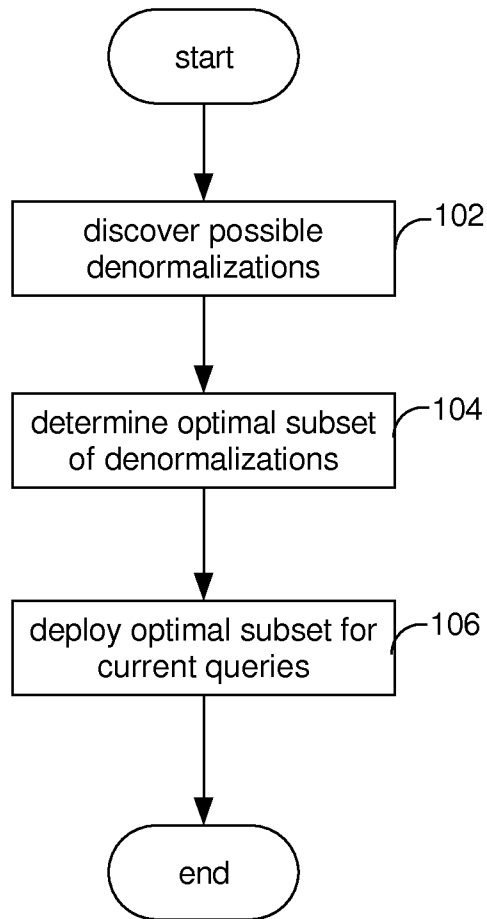 start
discover possible
denormalizations
102
determine optimal subset
of denormalizations
104
deploy optimal subset for
current queries
106
end